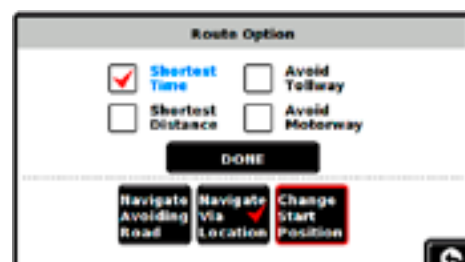 Route Option
Shortest Time
Avoid Tollway
Shortest Distance
Avoid Motorway
DONE
Navigate Avoiding Road
Navigate Via Location
Change Start Position